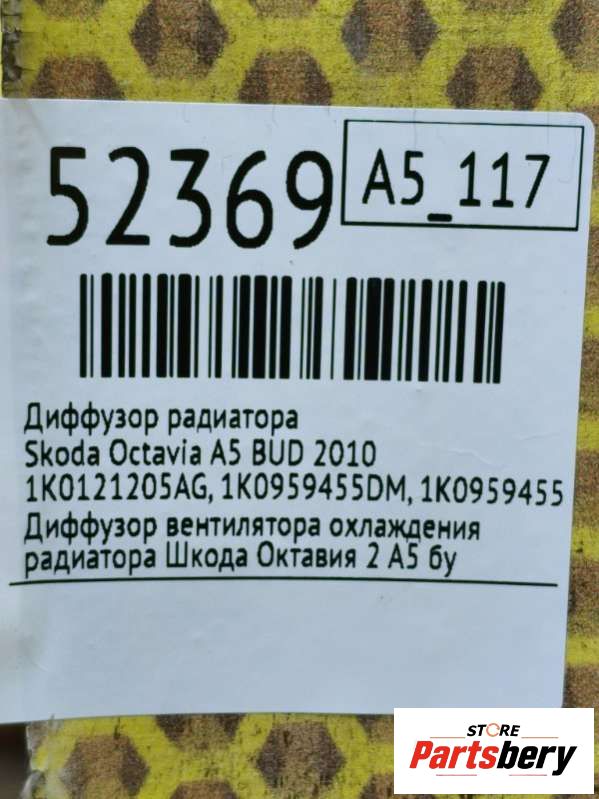 52369
A5_117
Диффузор радиатора
Skoda Octavia A5 BUD 2010
1K0121205AG, 1K0959455DM, 1K0959455
Диффузор вентилятора охлаждения
радиатора Шкода Октавия 2 А5 бу
STORE
Partsbery